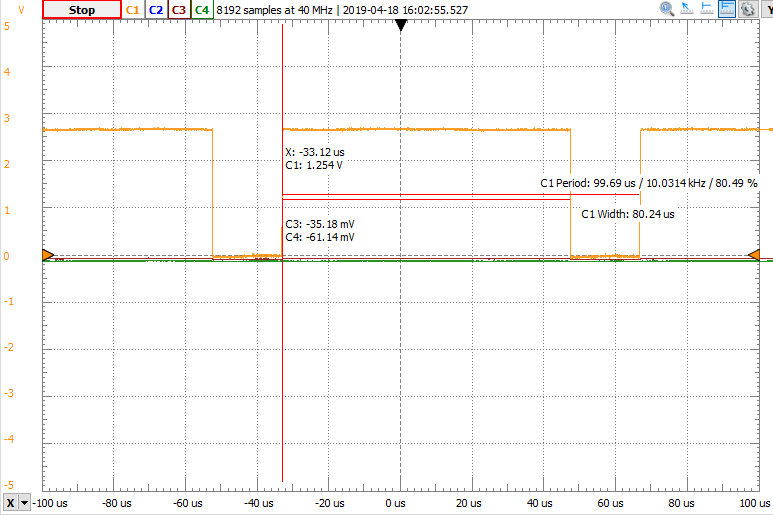 V Stop C1 C2 C3 C4 8192 samples at 40 MHz | 2019-04-18 16:02:55.527 Y
5
4
3
X: -33.12 us
C1: 1.254 V
2
C1 Period: 99.69 us / 10.0314 kHz / 80.49 %
C1 Width: 80.24 us
1
C3: -35.18 mV
C4: -61.14 mV
0
-1
-2
-3
-4
-5
X -100 us -80 us -60 us -40 us -20 us 0 us 20 us 40 us 60 us 80 us 100 us